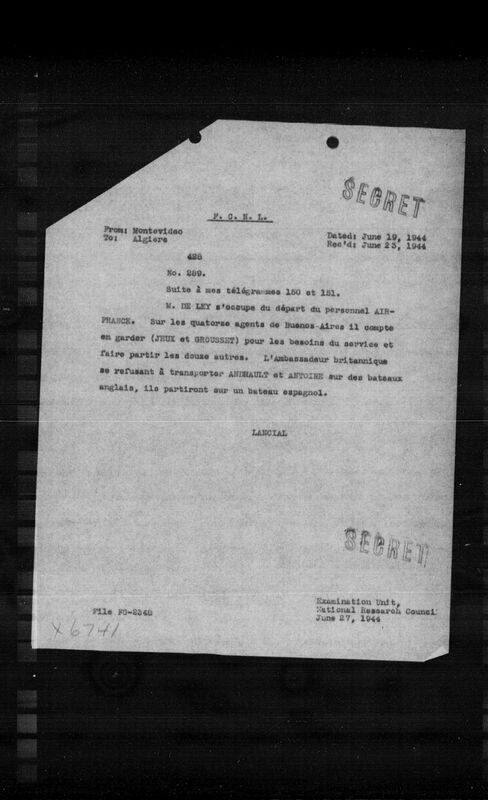 SECRET
F. C. N. L.
From: Montevideo
To: Algiers
Dated: June 19, 1944
Rec'd: June 23, 1944
428
No. 289.
Suite à mes télégrammes 150 et 151.
M. DE LEY s'occupe du départ du personnel AIR-
FRANCE. Sur les quatorze agents de Buenos-Aires il compte
en garder (JEUX et GROUSSET) pour les besoins du service et
faire partir les douze autres. L'Ambassadeur britannique
se refusant à transporter ANDRAULT et ANTOINE sur des bateaux
anglais, ils partiront sur un bateau espagnol.
LANCIAL
SECRET
File FC-2348
Examination Unit,
National Research Council
June 27, 1944
X6741